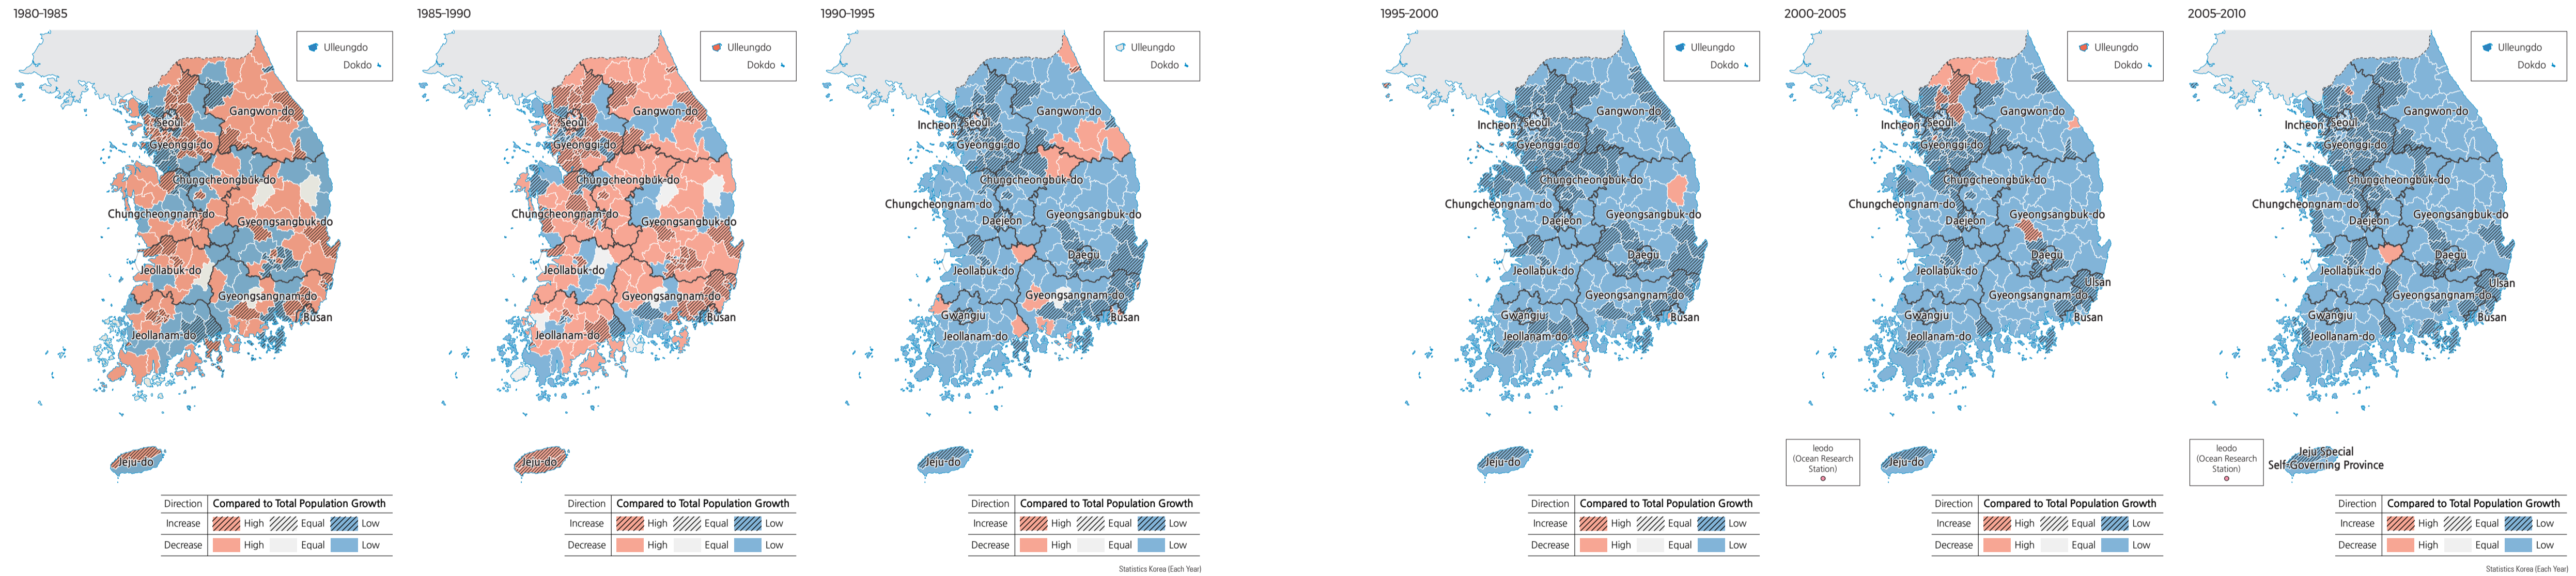 1980-1985
Ulleungdo
Dokdo
Gangwon-do
Seoul
Gyeonggi-do
Chungcheongbuk-do
Chungcheongnam-do
Gyeongsangbuk-do
Jeollabuk-do
Gyeongsangnam-do
Busan
Jeollanam-do
Jeju-do
Direction Compared to Total Population Growth
Increase High Equal Low
Decrease High Equal Low
1985-1990
Ulleungdo
Dokdo
Gangwon-do
Seoul
Gyeonggi-do
Chungcheongbuk-do
Chungcheongnam-do
Gyeongsangbuk-do
Jeollabuk-do
Gyeongsangnam-do
Busan
Jeollanam-do
Jeju-do
Direction Compared to Total Population Growth
Increase High Equal Low
Decrease High Equal Low
1990-1995
Ulleungdo
Dokdo
Gangwon-do
Incheon Seoul
Gyeonggi-do
Chungcheongbuk-do
Chungcheongnam-do
Gyeongsangbuk-do
Daejeon
Daegu
Jeollabuk-do
Gyeongsangnam-do
Gwangju
Busan
Jeollanam-do
Jeju-do
Direction Compared to Total Population Growth
Increase High Equal Low
Decrease High Equal Low
Statistics Korea (Each Year)
1995-2000
Ulleungdo
Dokdo
Gangwon-do
Incheon Seoul
Gyeonggi-do
Chungcheongbuk-do
Chungcheongnam-do
Gyeongsangbuk-do
Daejeon
Daegu
Jeollabuk-do
Gyeongsangnam-do
Gwangju
Busan
Jeollanam-do
Jeju-do
Direction Compared to Total Population Growth
Increase High Equal Low
Decrease High Equal Low
2000-2005
Ulleungdo
Dokdo
Gangwon-do
Incheon Seoul
Gyeonggi-do
Chungcheongbuk-do
Chungcheongnam-do
Gyeongsangbuk-do
Daejeon
Daegu
Jeollabuk-do
Ulsan
Gyeongsangnam-do
Gwangju
Busan
Jeollanam-do
Ieodo
(Ocean Research
Station)
Jeju-do
Direction Compared to Total Population Growth
Increase High Equal Low
Decrease High Equal Low
2005-2010
Ulleungdo
Dokdo
Gangwon-do
Incheon Seoul
Gyeonggi-do
Chungcheongbuk-do
Chungcheongnam-do
Gyeongsangbuk-do
Daejeon
Daegu
Jeollabuk-do
Ulsan
Gyeongsangnam-do
Gwangju
Busan
Jeollanam-do
Ieodo
(Ocean Research
Station)
Jeju Special
Self-Governing Province
Direction Compared to Total Population Growth
Increase High Equal Low
Decrease High Equal Low
Statistics Korea (Each Year)